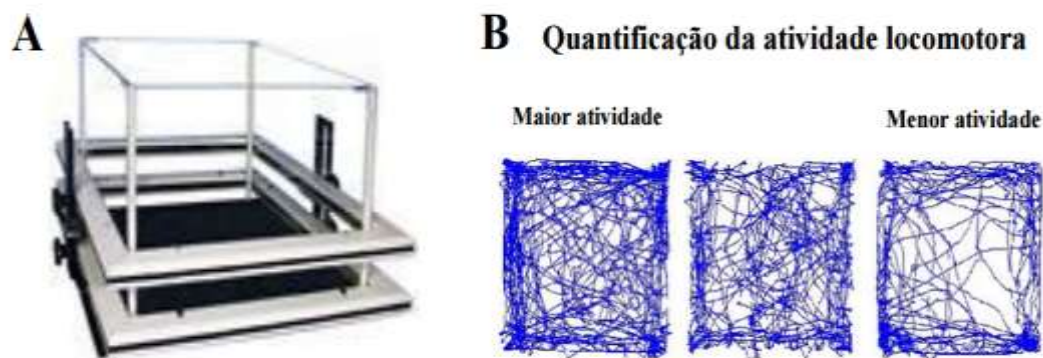 A
B Quantificação da atividade locomotora
Maior atividade
Menor atividade